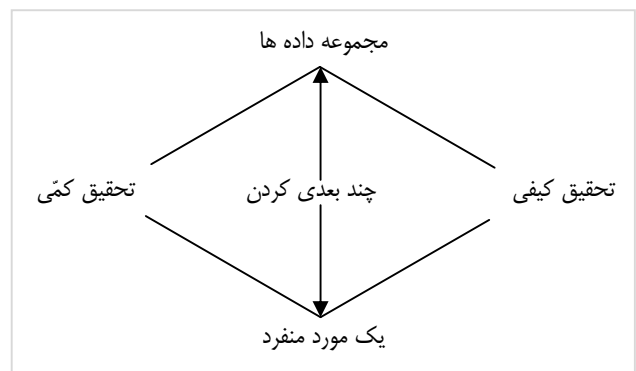 مجموعه داده ها
تحقیق کیفی
چند بعدی کردن
تحقیق کمّی
یک مورد منفرد